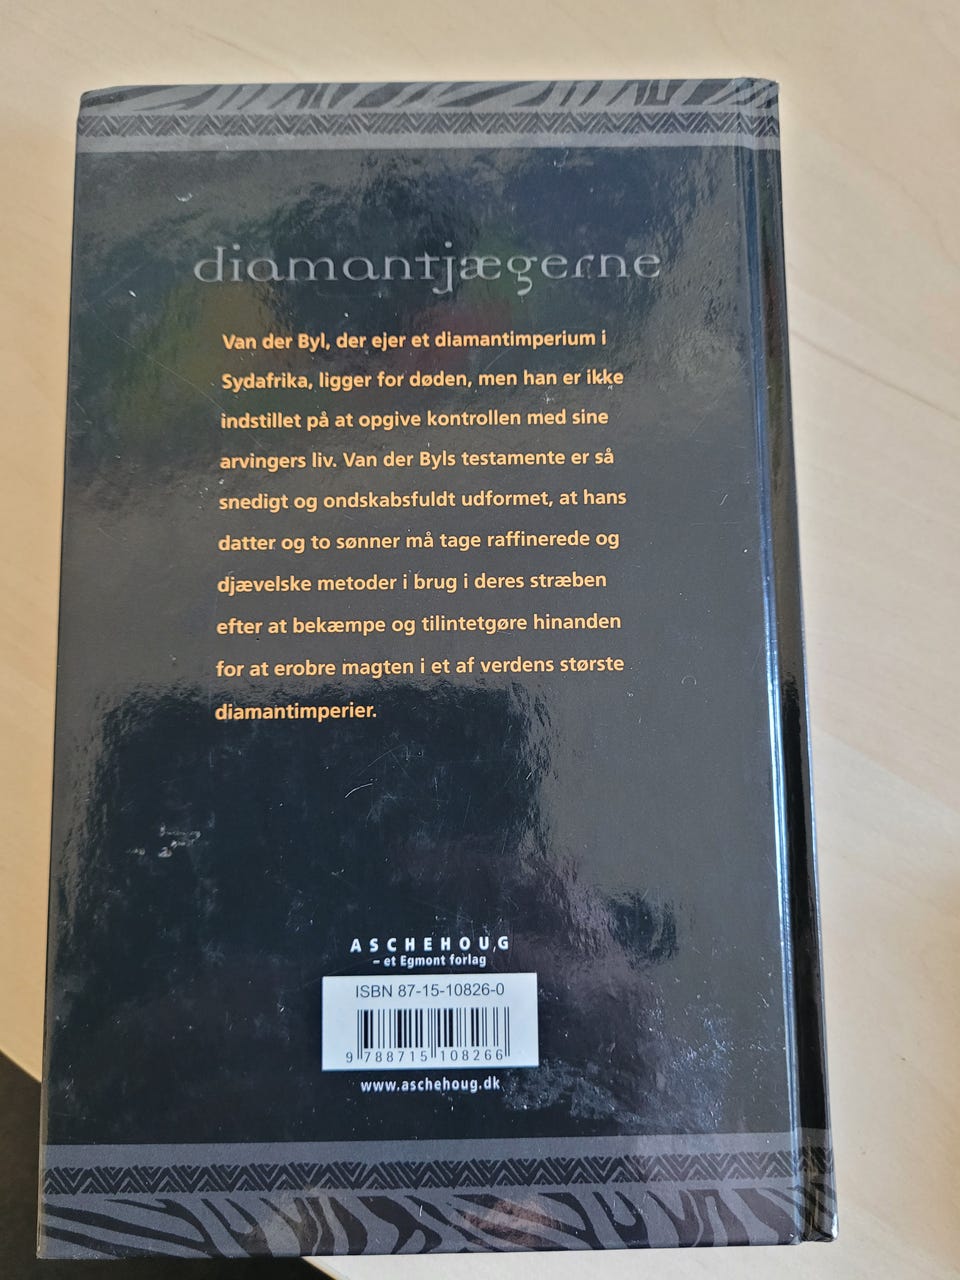 diamantjægerne
Van der Byl, der ejer et diamantimperium i
Sydafrika, ligger for døden, men han er ikke
indstillet på at opgive kontrollen med sine
arvingers liv. Van der Byls testamente er så
snedigt og ondskabsfuldt udformet, at hans
datter og to sønner må tage raffinerede og
djævelske metoder i brug i deres stræben
efter at bekæmpe og tilintetgøre hinanden
for at erobre magten i et af verdens største
diamantimperier.
ASCHEHOUG
– et Egmont forlag
ISBN 87-15-10826-0
9 788715 108266
www.aschehoug.dk